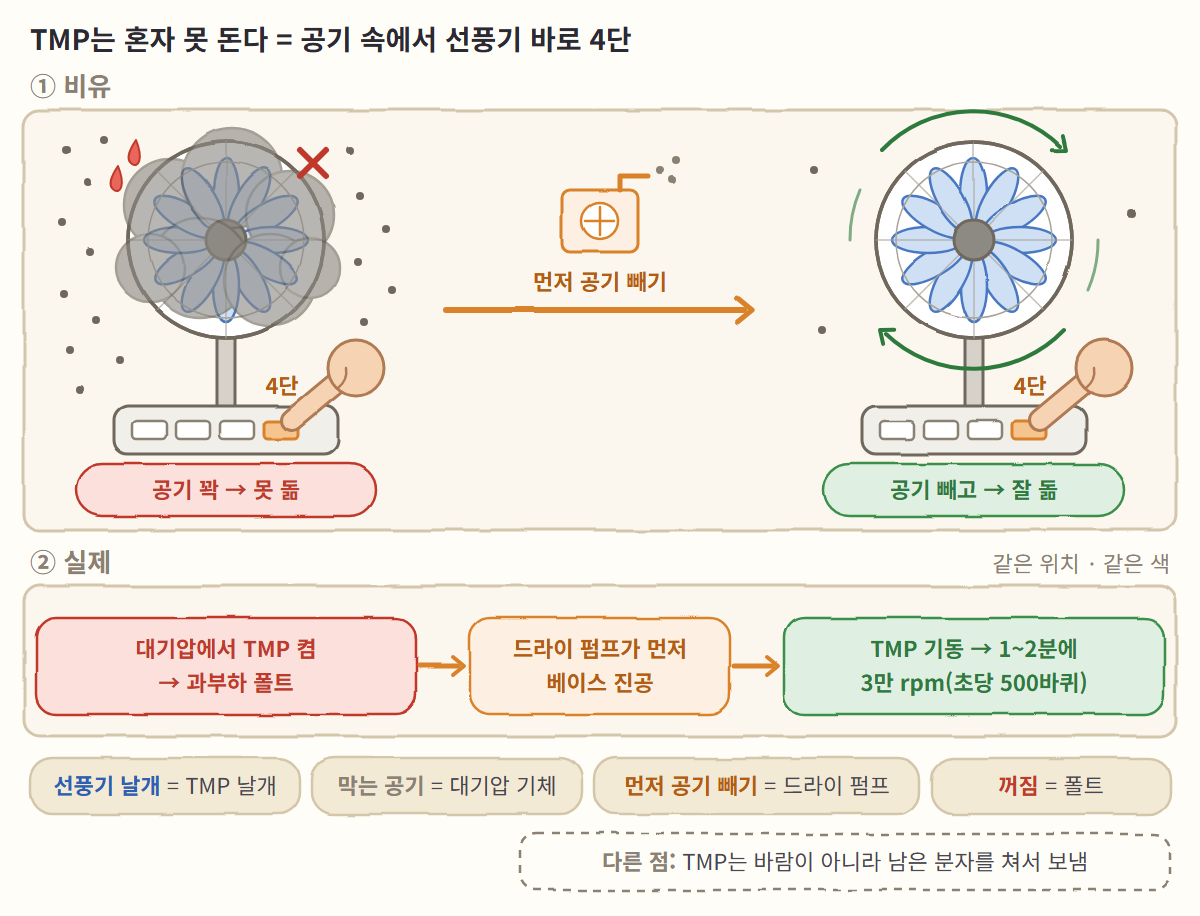 TMP는 혼자 못 돈다 = 공기 속에서 선풍기 바로 4단
① 비유
먼저 공기 빼기
4단
4단
공기 꽉 → 못 돎
공기 빼고 → 잘 돎
② 실제
같은 위치 · 같은 색
대기압에서 TMP 켬
→ 과부하 폴트
드라이 펌프가 먼저
베이스 진공
TMP 기동 → 1~2분에
3만 rpm(초당 500바퀴)
선풍기 날개 = TMP 날개
막는 공기 = 대기압 기체
먼저 공기 빼기 = 드라이 펌프
꺼짐 = 폴트
다른 점: TMP는 바람이 아니라 남은 분자를 쳐서 보냄